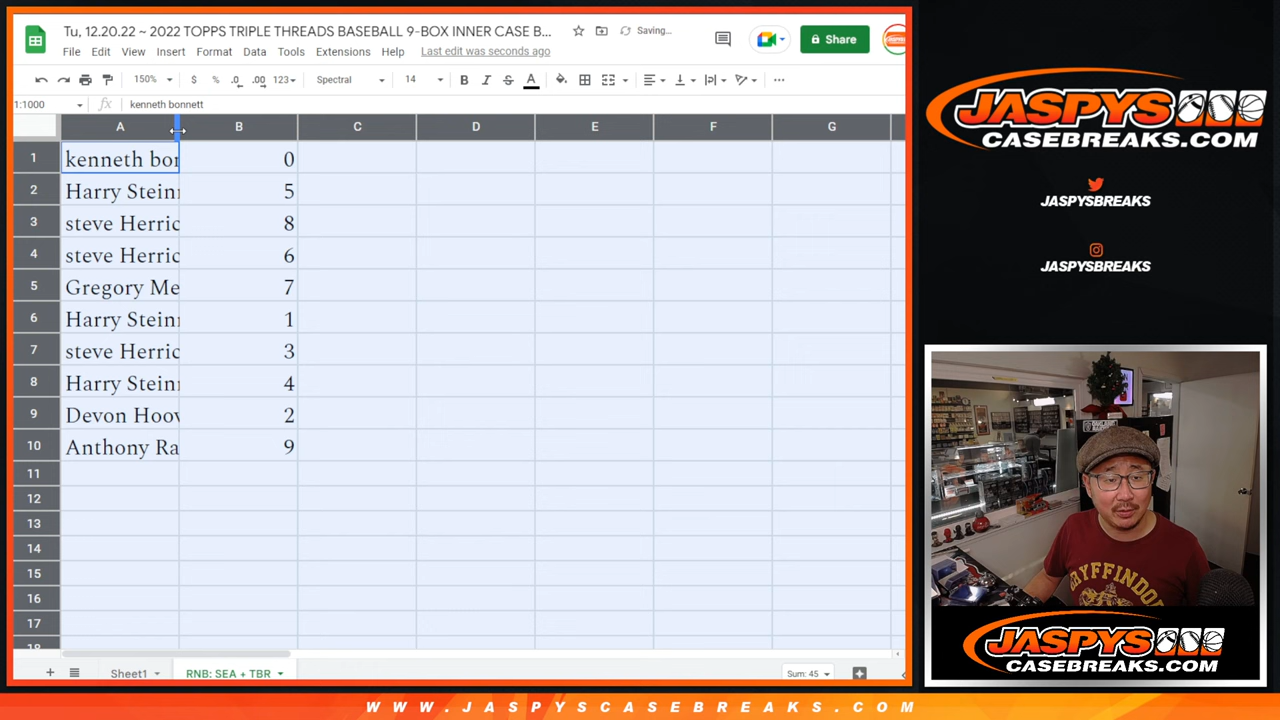 Tu, 12.20.22 ~ 2022 TOPPS TRIPLE THREADS BASEBALL 9-BOX INNER CASE B...
Saving...
Share
File Edit View Insert Format Data Tools Extensions Help Last edit was seconds ago
150% $ % .0 .00 123 Spectral 14 B I S A
1:1000 fx kenneth bonnett
A B C D E F G
1 kenneth bon 0
2 Harry Stein 5
3 steve Herric 8
4 steve Herric 6
5 Gregory Me 7
6 Harry Stein 1
7 steve Herric 3
8 Harry Stein 4
9 Devon Hoov 2
10 Anthony Ra 9
11
12
13
14
15
16
17
18
Sheet1 RNB: SEA + TBR Sum: 45
JASPYS
CASEBREAKS.COM
JASPYSBREAKS
JASPYSBREAKS
GRYFFINDOR
JASPYS
CASEBREAKS.COM
WWW.JASPYSCASEBREAKS.COM